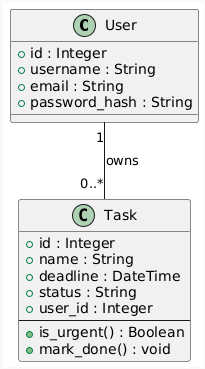 C User
id : Integer
username : String
email : String
password_hash : String
1
owns
0..*
C Task
id : Integer
name : String
deadline : DateTime
status : String
user_id : Integer
is_urgent() : Boolean
mark_done() : void